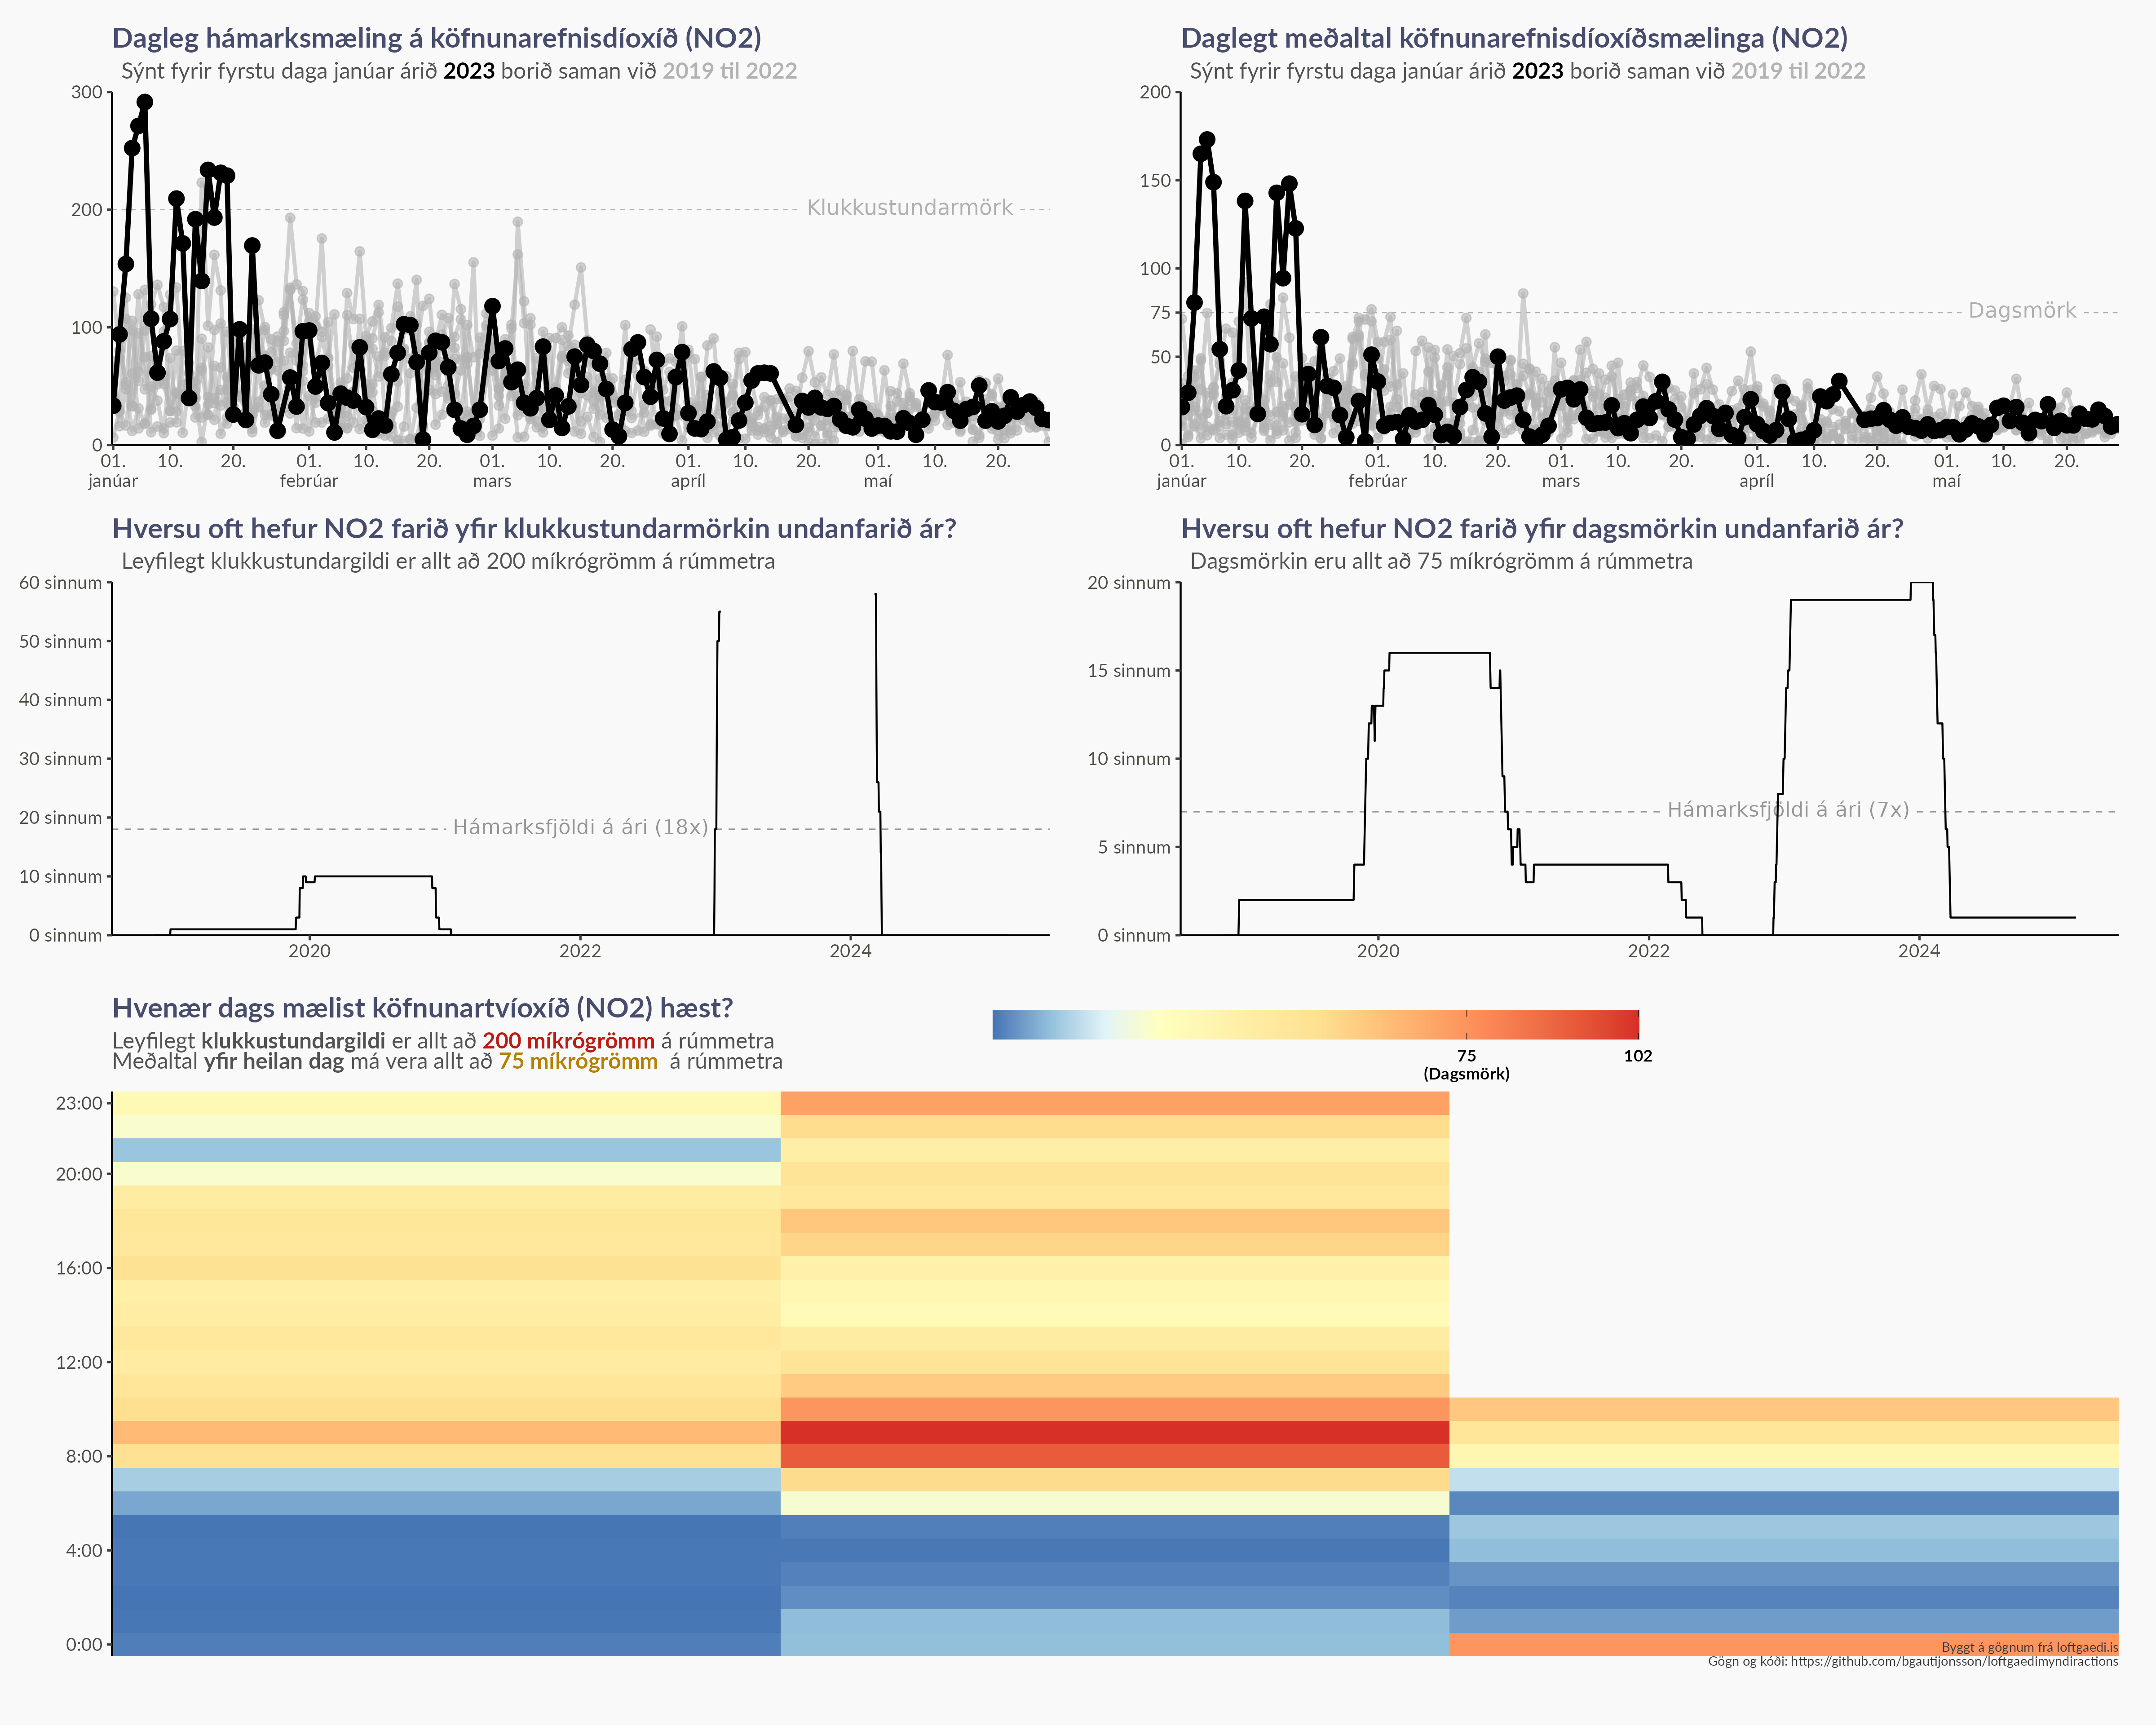 Dagleg hámarksmæling á köfnunarefnisdíoxíð (NO2)
Sýnt fyrir fyrstu daga janúar árið 2023 borið saman við 2019 til 2022
300
200
100
0
Klukkustundarmörk
01. 10. 20. 01. 10. 20. 01. 10. 20. 01. 10. 20. 01. 10. 20.
janúar febrúar mars apríl maí
Daglegt meðaltal köfnunarefnisdíoxíðsmælinga (NO2)
Sýnt fyrir fyrstu daga janúar árið 2023 borið saman við 2019 til 2022
200
150
100
75
50
0
Dagsmörk
01. 10. 20. 01. 10. 20. 01. 10. 20. 01. 10. 20. 01. 10. 20.
janúar febrúar mars apríl maí
Hversu oft hefur NO2 farið yfir klukkustundarmörkin undanfarið ár?
Leyfilegt klukkustundargildi er allt að 200 míkrógrömm á rúmmetra
60 sinnum
50 sinnum
40 sinnum
30 sinnum
20 sinnum
10 sinnum
0 sinnum
Hámarksfjöldi á ári (18x)
2020 2022 2024
Hversu oft hefur NO2 farið yfir dagsmörkin undanfarið ár?
Dagsmörkin eru allt að 75 míkrógrömm á rúmmetra
20 sinnum
15 sinnum
10 sinnum
5 sinnum
0 sinnum
Hámarksfjöldi á ári (7x)
2020 2022 2024
Hvenær dags mælist köfnunartvíoxíð (NO2) hæst?
Leyfilegt klukkustundargildi er allt að 200 míkrógrömm á rúmmetra
Meðaltal yfir heilan dag má vera allt að 75 míkrógrömm á rúmmetra
75 102
(Dagsmörk)
23:00
20:00
16:00
12:00
8:00
4:00
0:00
Byggt á gögnum frá loftgaedi.is
Gögn og kóði: https://github.com/bgautijonsson/loftgaedimyndiractions